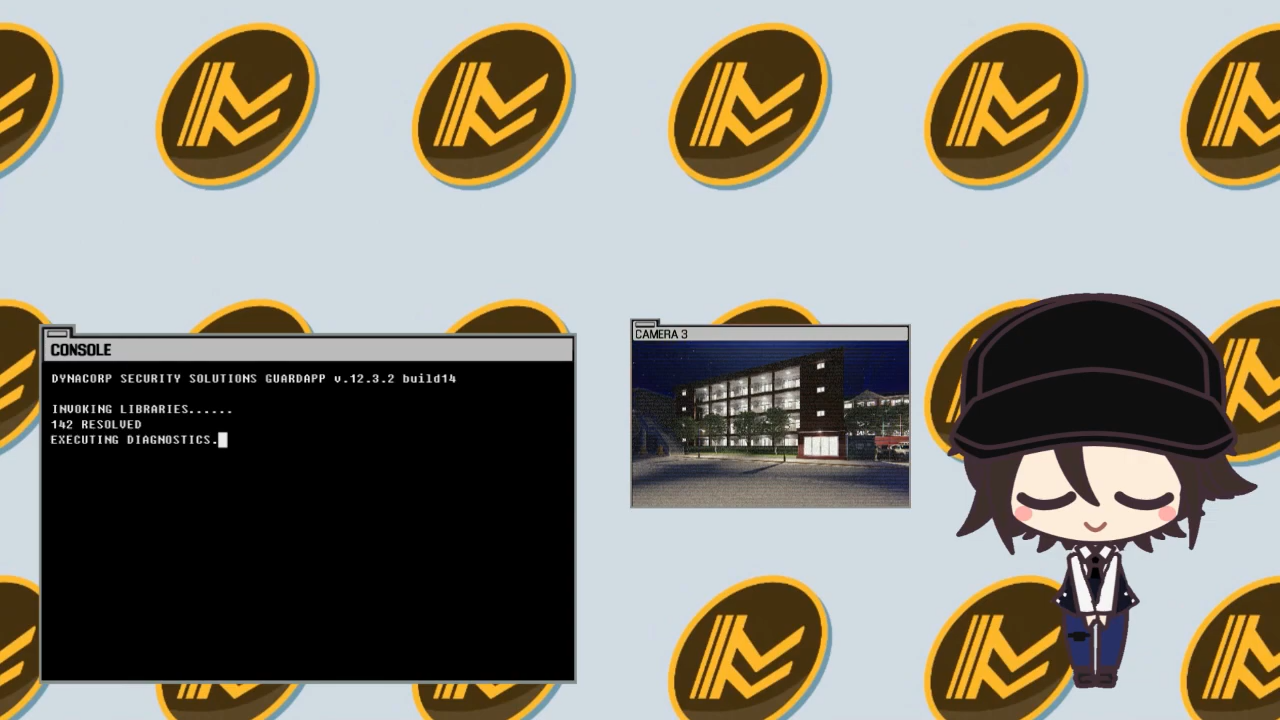 CONSOLE
DYNACORP SECURITY SOLUTIONS GUARDAPP v.12.3.2 build14
INVOKING LIBRARIES......
142 RESOLVED
EXECUTING DIAGNOSTICS.
CAMERA 3